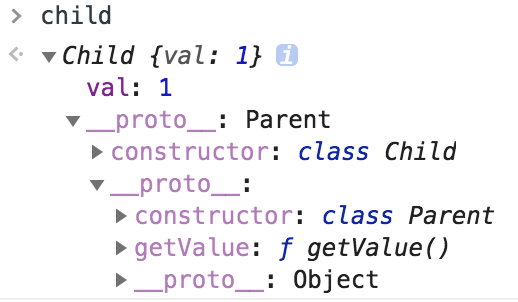 > child
<· ▼Child {val: 1} i
val: 1
▼__proto__: Parent
▶constructor: class Child
▼__proto__:
▶constructor: class Parent
▶getValue: ƒ getValue()
▶__proto__: Object